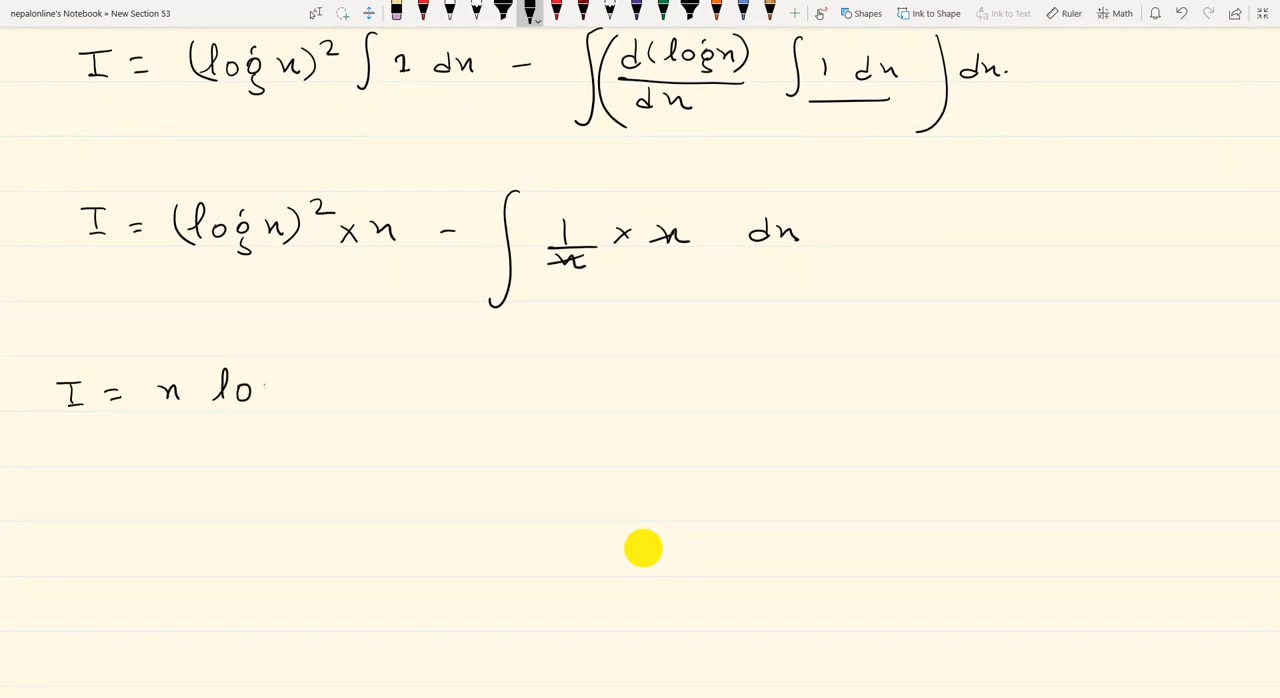 nepalonline's Notebook » New Section 53 Shapes Ink to Shape Ink to Text Ruler Math
I = (log x)² ∫ 1 dx - ∫ ( d(log x)/dx ∫ 1 dx ) dx.
I = (log x)² × x - ∫ 1/x × x dx
I = x lo